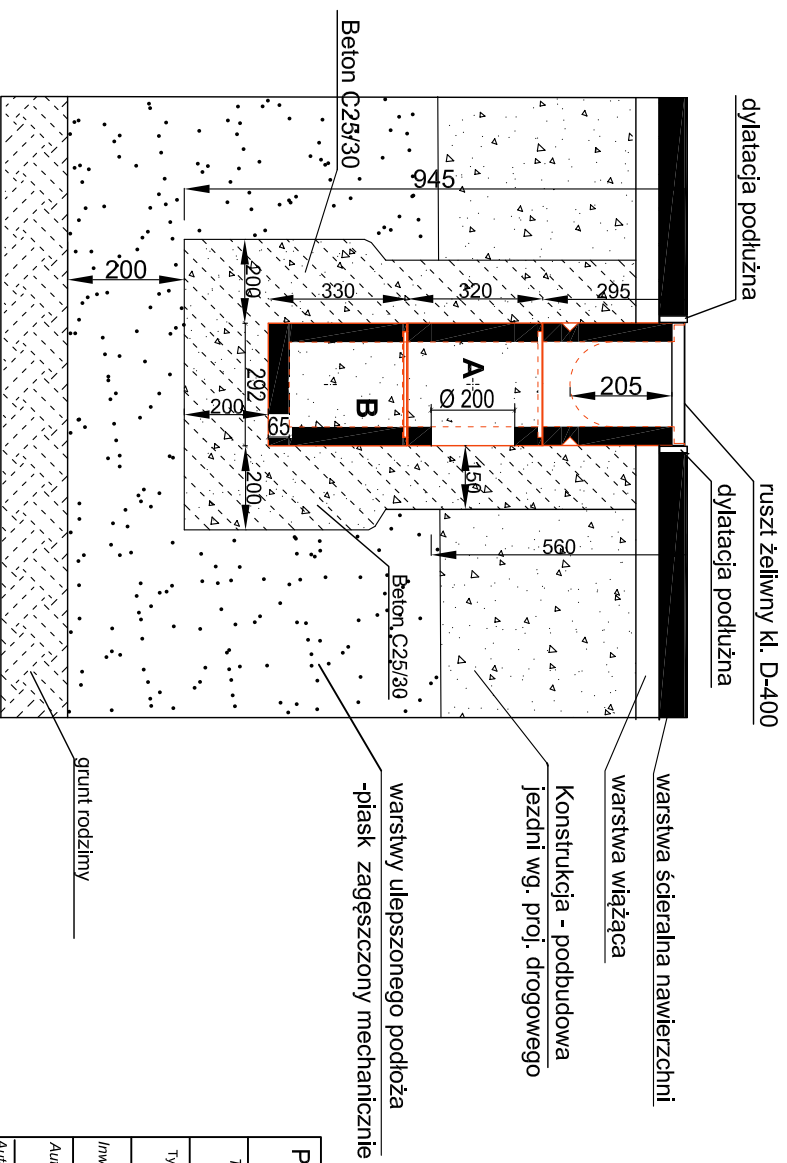 dylatacja podłużna
Beton C25/30
ruszt żeliwny kl. D-400
dylatacja podłużna
warstwa ścieralna nawierzchni
warstwa wiążąca
Konstrukcja - podbudowa
jezdni wg. proj. drogowego
Beton C25/30
warstwy ulepszonego podłoża
-piask zagęszczony mechanicznie
grunt rodzimy
945
200
200
330
320
295
205
A
Ø 200
B
292
200
65
200
150
560